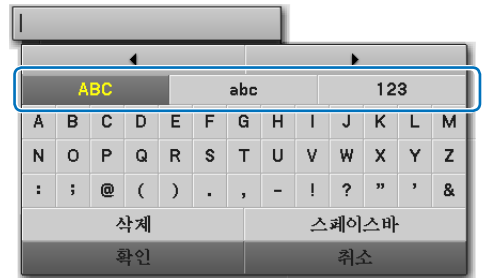 ABC abc 123
A B C D E F G H I J K L M
N O P Q R S T U V W X Y Z
: ; @ ( ) . , - ! ? ” ’ &
삭제 스페이스바
확인 취소